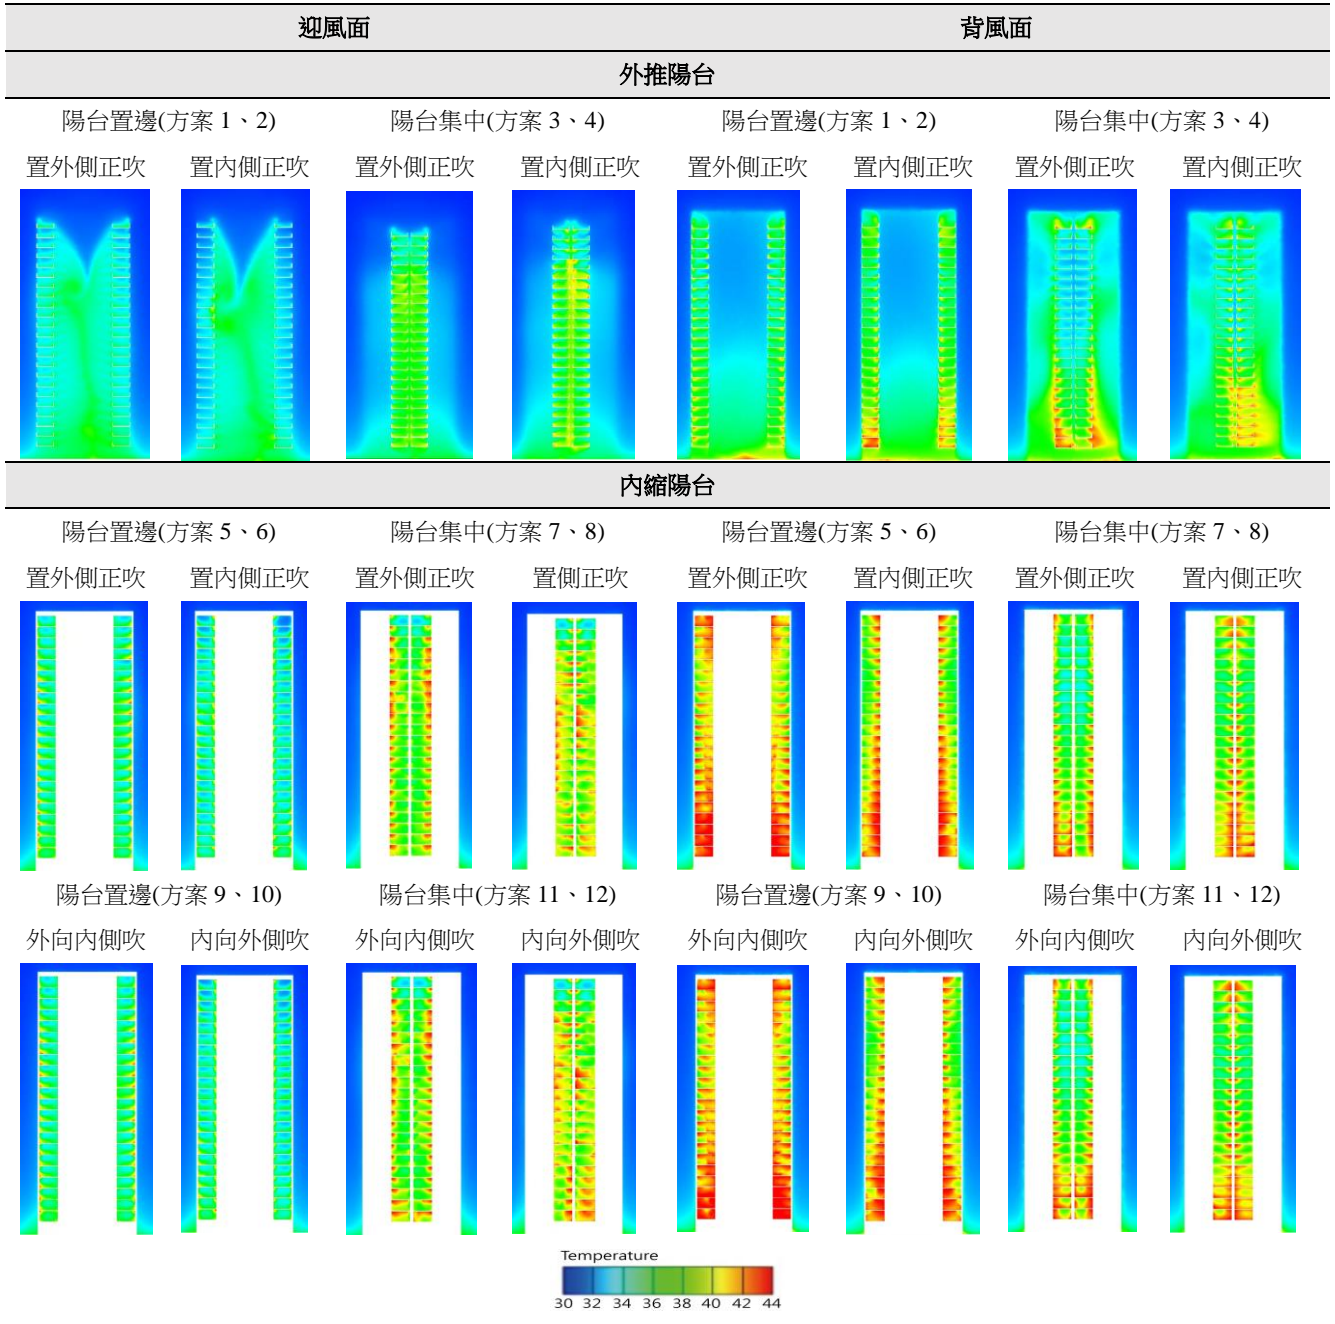 迎風面 背風面
外推陽台
陽台置邊(方案 1、2) 陽台集中(方案 3、4) 陽台置邊(方案 1、2) 陽台集中(方案 3、4)
置外側正吹 置內側正吹 置外側正吹 置內側正吹 置外側正吹 置內側正吹 置外側正吹 置內側正吹
內縮陽台
陽台置邊(方案 5、6) 陽台集中(方案 7、8) 陽台置邊(方案 5、6) 陽台集中(方案 7、8)
置外側正吹 置內側正吹 置外側正吹 置側正吹 置外側正吹 置內側正吹 置外側正吹 置內側正吹
陽台置邊(方案 9、10) 陽台集中(方案 11、12) 陽台置邊(方案 9、10) 陽台集中(方案 11、12)
外向內側吹 內向外側吹 外向內側吹 內向外側吹 外向內側吹 內向外側吹 外向內側吹 內向外側吹
Temperature
30 32 34 36 38 40 42 44